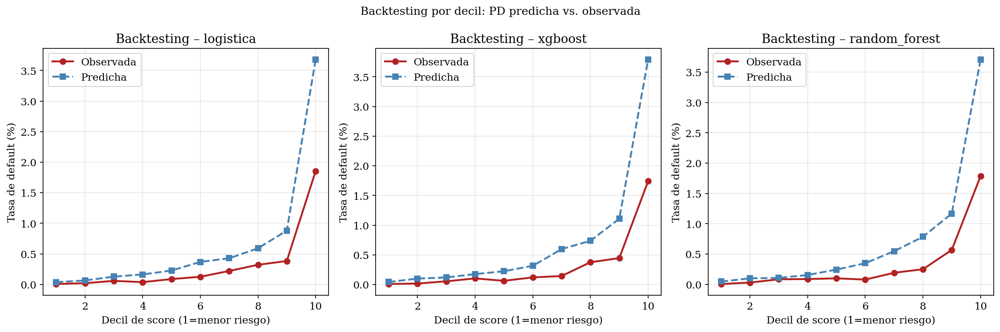 Backtesting por decil: PD predicha vs. observada
Backtesting – logistica
Observada
Predicha
3.5
3.0
2.5
2.0
1.5
1.0
0.5
0.0
Tasa de default (%)
2 4 6 8 10
Decil de score (1=menor riesgo)
Backtesting – xgboost
Observada
Predicha
3.5
3.0
2.5
2.0
1.5
1.0
0.5
0.0
Tasa de default (%)
2 4 6 8 10
Decil de score (1=menor riesgo)
Backtesting – random_forest
Observada
Predicha
3.5
3.0
2.5
2.0
1.5
1.0
0.5
0.0
Tasa de default (%)
2 4 6 8 10
Decil de score (1=menor riesgo)